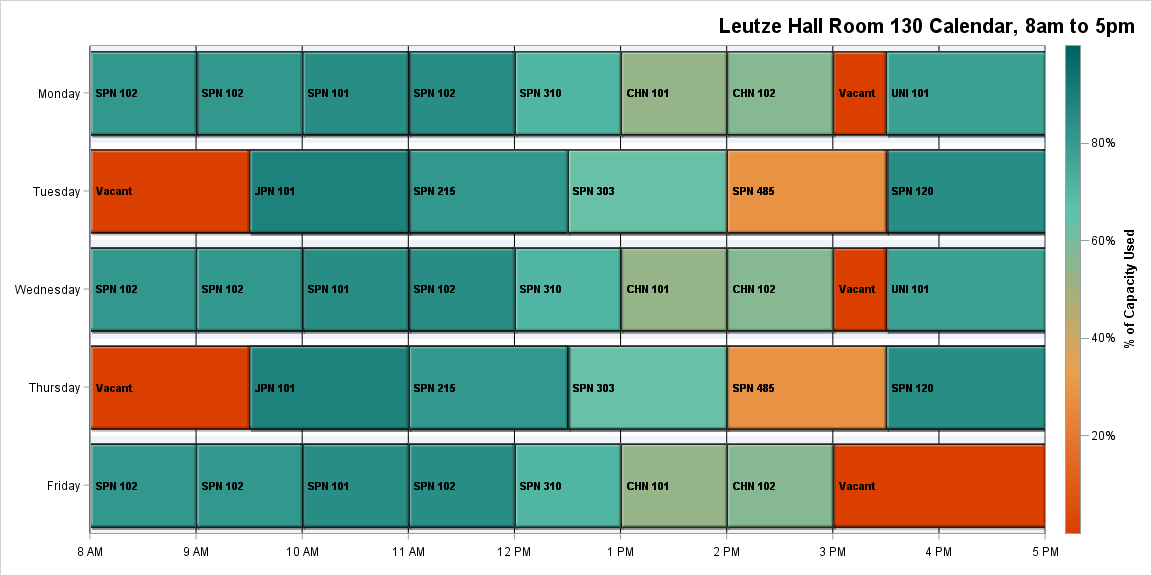 Leutze Hall Room 130 Calendar, 8am to 5pm
Monday
SPN 102
SPN 102
SPN 101
SPN 102
SPN 310
CHN 101
CHN 102
Vacant
UNI 101
Tuesday
Vacant
JPN 101
SPN 215
SPN 303
SPN 485
SPN 120
Wednesday
SPN 102
SPN 102
SPN 101
SPN 102
SPN 310
CHN 101
CHN 102
Vacant
UNI 101
Thursday
Vacant
JPN 101
SPN 215
SPN 303
SPN 485
SPN 120
Friday
SPN 102
SPN 102
SPN 101
SPN 102
SPN 310
CHN 101
CHN 102
Vacant
8 AM
9 AM
10 AM
11 AM
12 PM
1 PM
2 PM
3 PM
4 PM
5 PM
80%
60%
40%
20%
% of Capacity Used